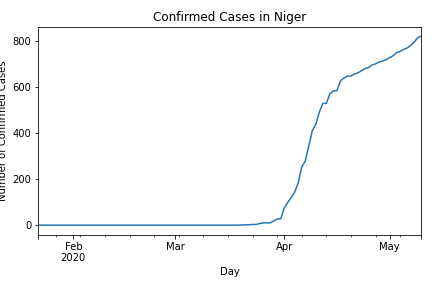 Confirmed Cases in Niger
Number of Confirmed Cases
800
600
400
200
0
Feb
2020
Mar
Apr
May
Day